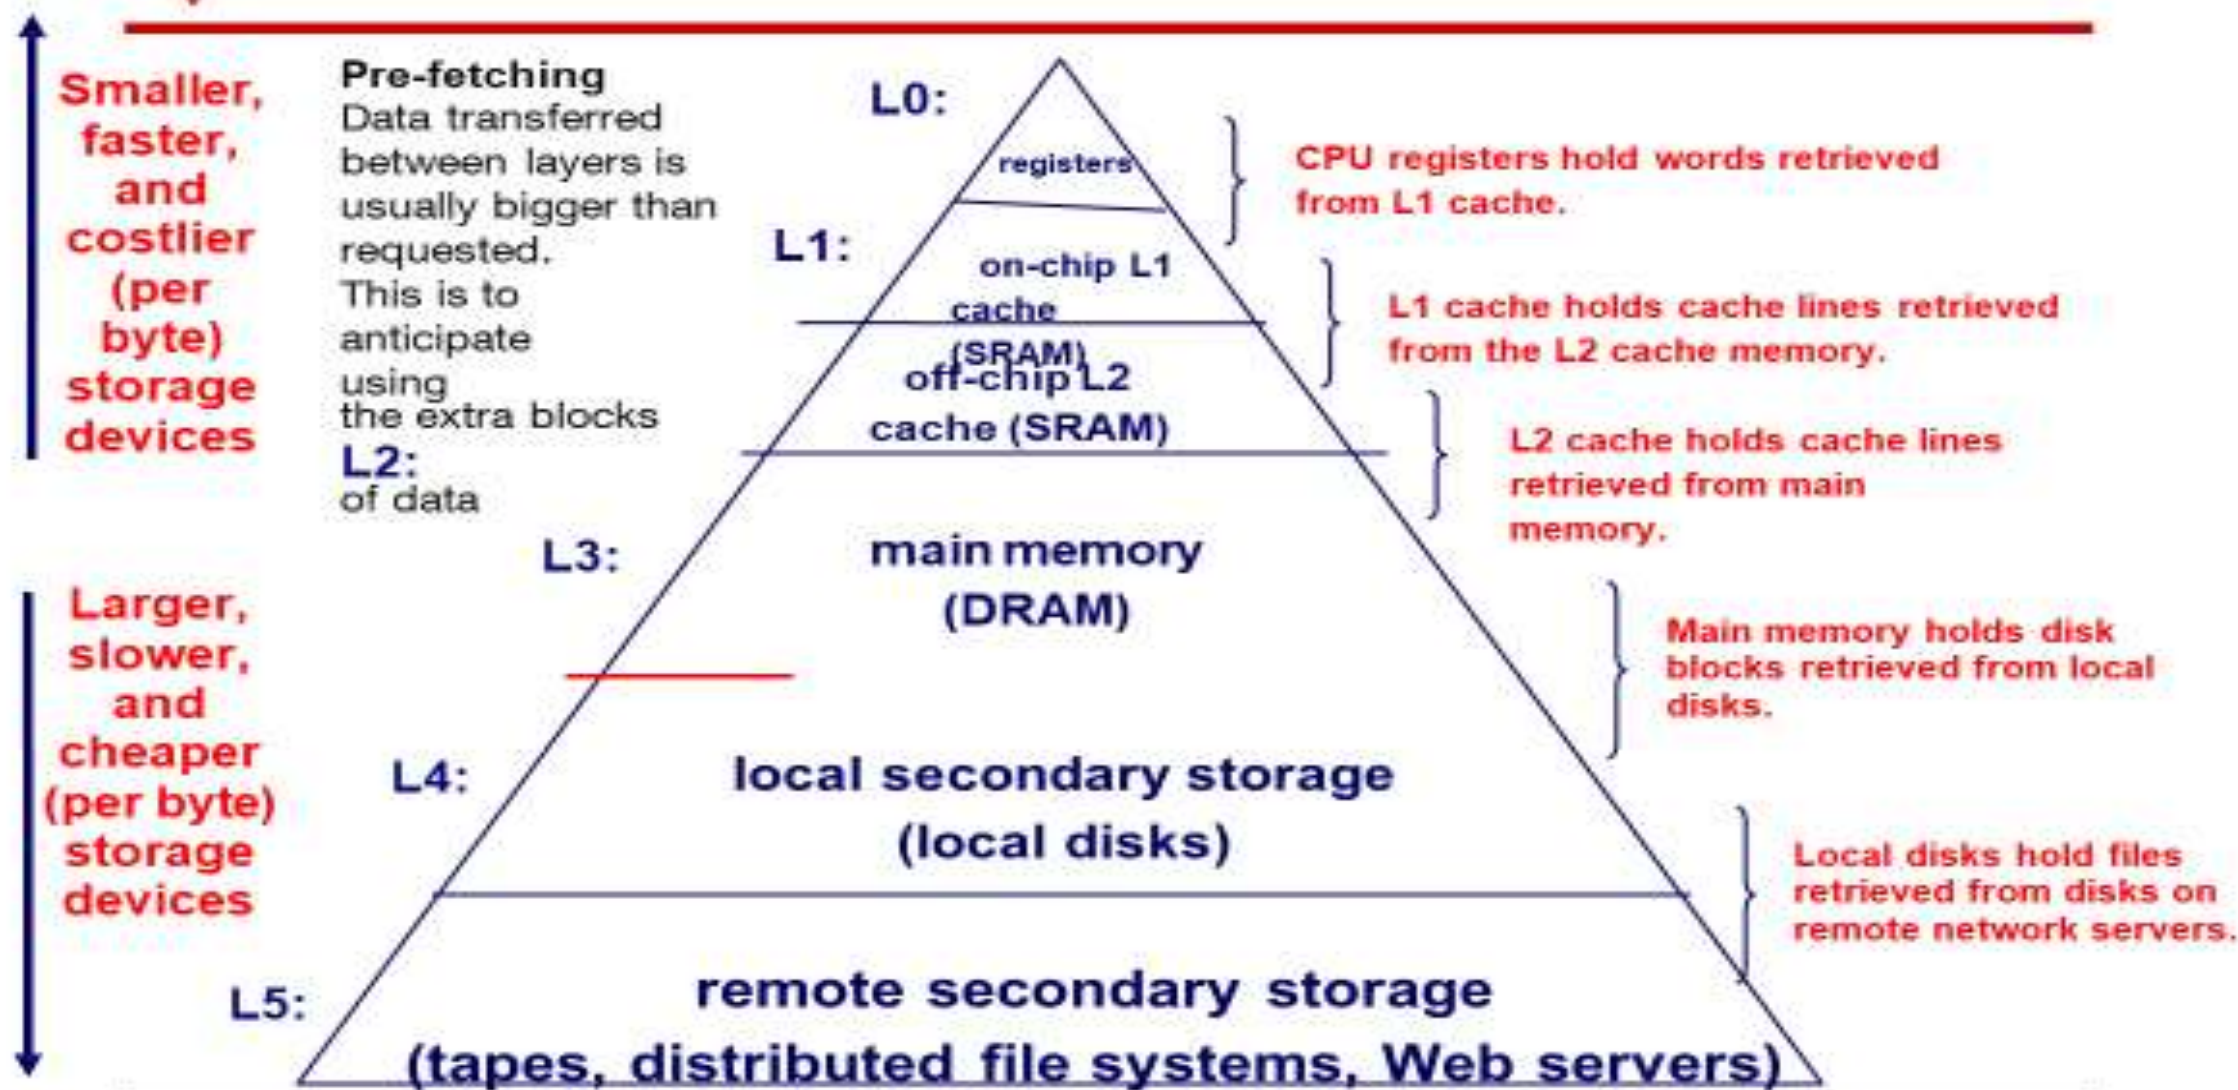 Smaller,
faster,
and
costlier
(per
byte)
storage
devices
Larger,
slower,
and
cheaper
(per byte)
storage
devices
Pre-fetching
Data transferred
between layers is
usually bigger than
requested.
This is to
anticipate
using
the extra blocks
L2:
of data
L0:
registers
CPU registers hold words retrieved
from L1 cache.
L1:
on-chip L1
cache
(SRAM)
L1 cache holds cache lines retrieved
from the L2 cache memory.
off-chip L2
cache (SRAM)
L2 cache holds cache lines
retrieved from main
memory.
L3:
main memory
(DRAM)
Main memory holds disk
blocks retrieved from local
disks.
L4:
local secondary storage
(local disks)
Local disks hold files
retrieved from disks on
remote network servers.
L5:
remote secondary storage
(tapes, distributed file systems, Web servers)